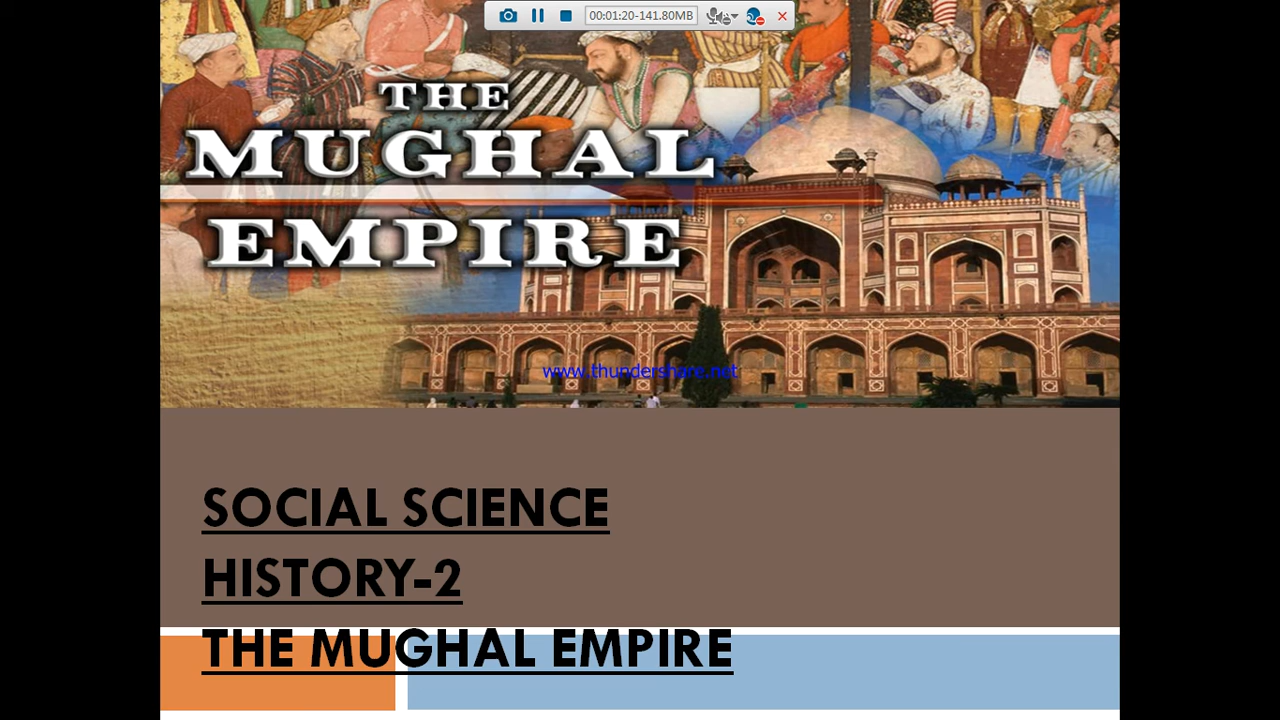 00:01:20-141.80MB
THE
MUGHAL
EMPIRE
www.thundershare.net
SOCIAL SCIENCE
HISTORY-2
THE MUGHAL EMPIRE